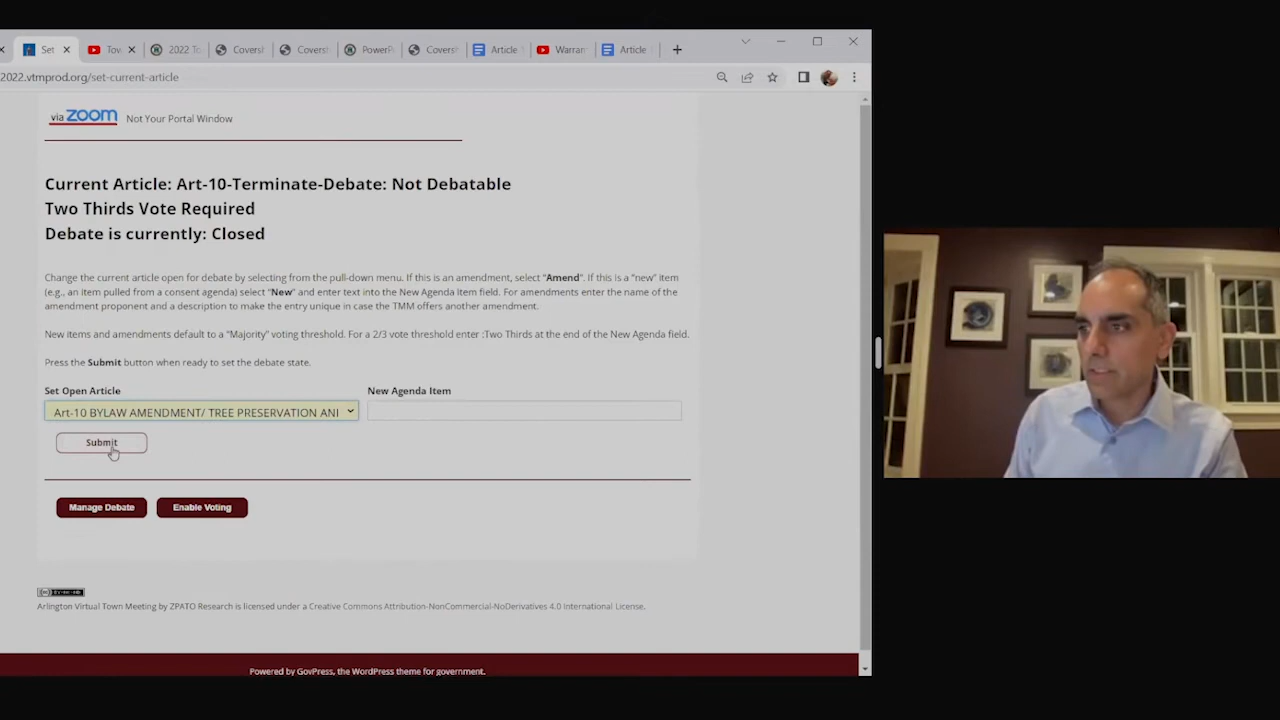 Set
Tow
2022 To
Coversh
Coversh
PowerP
Coversh
Article
Warran
Article
2022.vtmprod.org/set-current-article
via zoom Not Your Portal Window
Current Article: Art-10-Terminate-Debate: Not Debatable
Two Thirds Vote Required
Debate is currently: Closed
Change the current article open for debate by selecting from the pull-down menu. If this is an amendment, select "Amend". If this is a "new" item
(e.g., an item pulled from a consent agenda) select "New" and enter text into the New Agenda Item field. For amendments enter the name of the
amendment proponent and a description to make the entry unique in case the TMM offers another amendment.
New items and amendments default to a "Majority" voting threshold. For a 2/3 vote threshold enter :Two Thirds at the end of the New Agenda field.
Press the Submit button when ready to set the debate state.
Set Open Article New Agenda Item
Art-10 BYLAW AMENDMENT/ TREE PRESERVATION ANI
Submit
Manage Debate Enable Voting
Arlington Virtual Town Meeting by ZPATO Research is licensed under a Creative Commons Attribution-NonCommercial-NoDerivatives 4.0 International License.
Powered by GovPress, the WordPress theme for government.